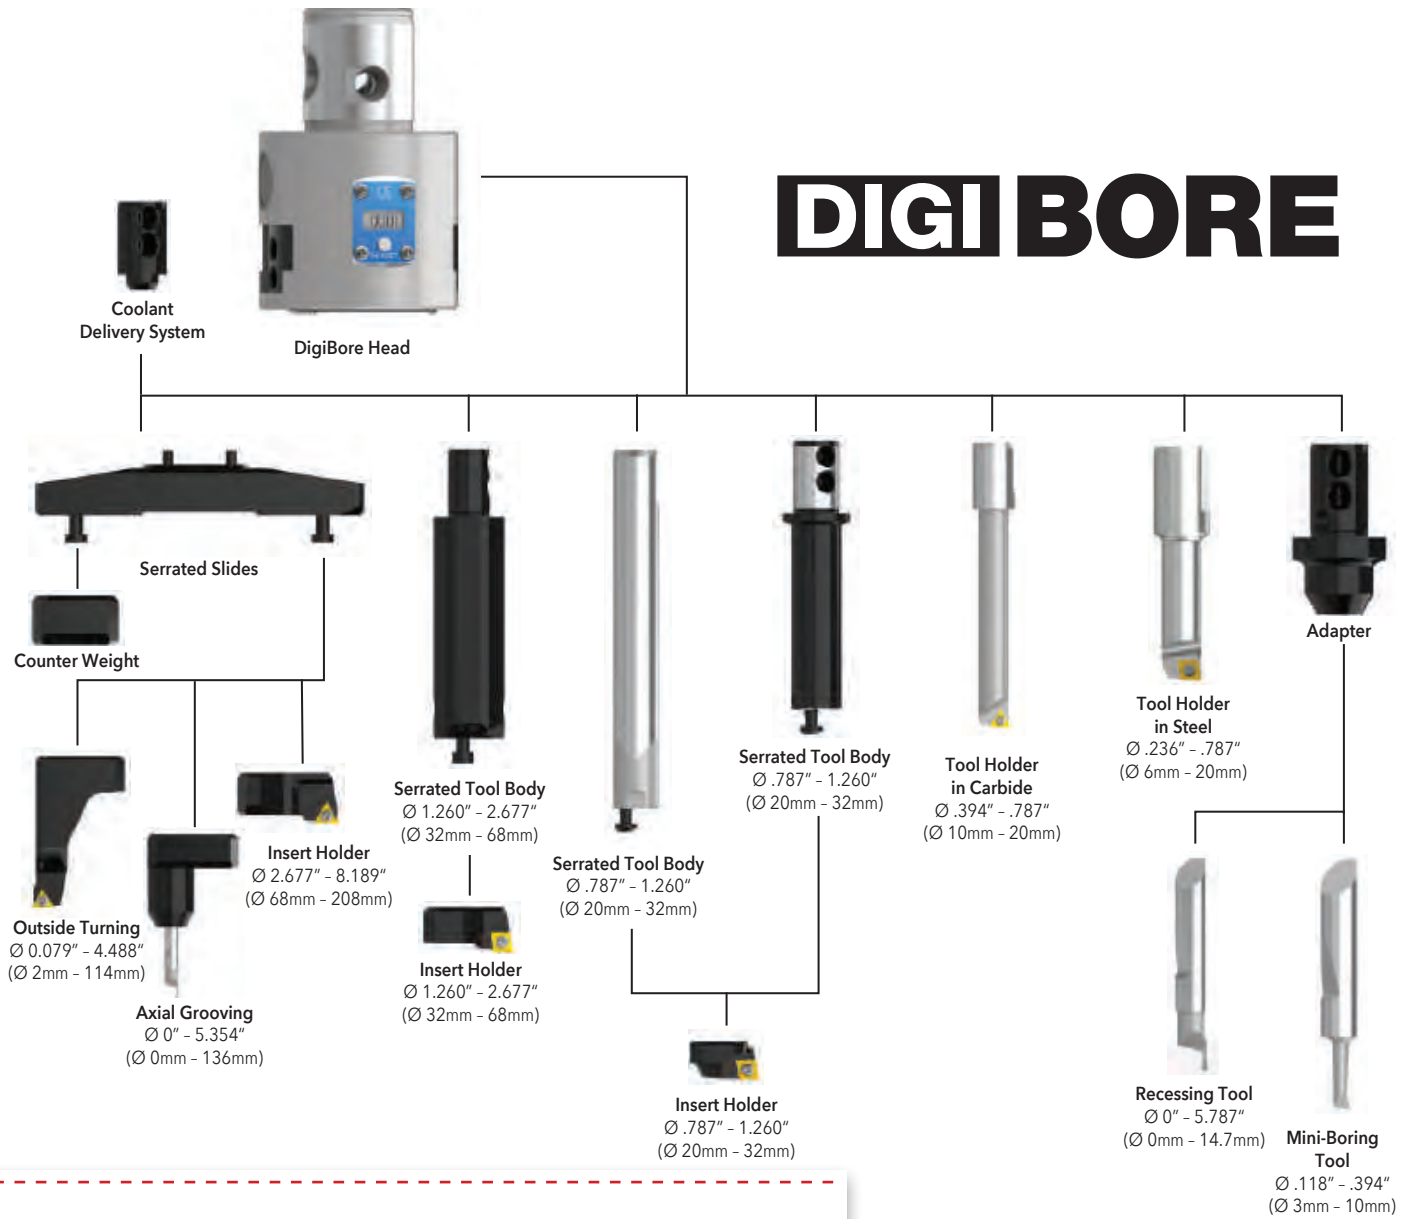 DIGI BORE
Coolant
Delivery System
DigiBore Head
Serrated Slides
Counter Weight
Adapter
Tool Holder
in Steel
Ø .236” – .787“
(Ø 6mm – 20mm)
Serrated Tool Body
Ø .787” – 1.260“
(Ø 20mm – 32mm)
Tool Holder
in Carbide
Ø .394” – .787“
(Ø 10mm – 20mm)
Serrated Tool Body
Ø 1.260” – 2.677“
(Ø 32mm – 68mm)
Insert Holder
Ø 2.677” – 8.189“
(Ø 68mm – 208mm)
Serrated Tool Body
Ø .787” – 1.260“
(Ø 20mm – 32mm)
Outside Turning
Ø 0.079” – 4.488“
(Ø 2mm – 114mm)
Insert Holder
Ø 1.260” – 2.677“
(Ø 32mm – 68mm)
Axial Grooving
Ø 0” – 5.354“
(Ø 0mm – 136mm)
Insert Holder
Ø .787” – 1.260“
(Ø 20mm – 32mm)
Recessing Tool
Ø 0” – 5.787“
(Ø 0mm – 14.7mm)
Mini-Boring
Tool
Ø .118” – .394“
(Ø 3mm – 10mm)